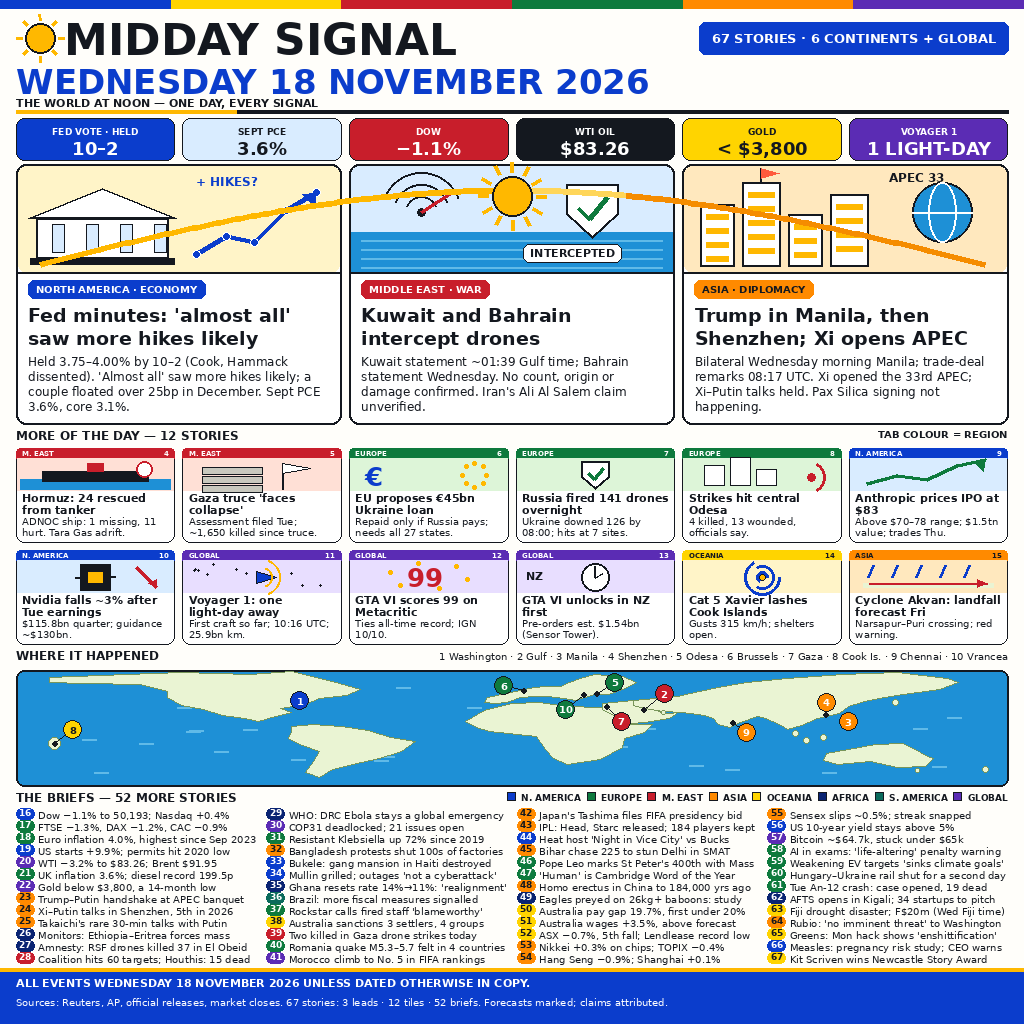 MIDDAY SIGNAL
67 STORIES · 6 CONTINENTS + GLOBAL
WEDNESDAY 18 NOVEMBER 2026
THE WORLD AT NOON — ONE DAY, EVERY SIGNAL
FED VOTE · HELD
10–2
SEPT PCE
3.6%
DOW
−1.1%
WTI OIL
$83.26
GOLD
< $3,800
VOYAGER 1
1 LIGHT-DAY
+ HIKES?
NORTH AMERICA · ECONOMY
Fed minutes: 'almost all'
saw more hikes likely
Held 3.75–4.00% by 10–2 (Cook, Hammack
dissented). 'Almost all' saw more hikes likely; a
couple floated over 25bp in December. Sept PCE
3.6%, core 3.1%.
INTERCEPTED
MIDDLE EAST · WAR
Kuwait and Bahrain
intercept drones
Kuwait statement ~01:39 Gulf time; Bahrain
statement Wednesday. No count, origin or
damage confirmed. Iran's Ali Al Salem claim
unverified.
APEC 33
ASIA · DIPLOMACY
Trump in Manila, then
Shenzhen; Xi opens APEC
Bilateral Wednesday morning Manila; trade-deal
remarks 08:17 UTC. Xi opened the 33rd APEC;
Xi–Putin talks held. Pax Silica signing not
happening.
MORE OF THE DAY — 12 STORIES
TAB COLOUR = REGION
M. EAST 4
Hormuz: 24 rescued
from tanker
ADNOC ship: 1 missing, 11
hurt. Tara Gas adrift.
M. EAST 5
Gaza truce 'faces
collapse'
Assessment filed Tue;
~1,650 killed since truce.
EUROPE 6
€
EU proposes €45bn
Ukraine loan
Repaid only if Russia pays;
needs all 27 states.
EUROPE 7
Russia fired 141 drones
overnight
Ukraine downed 126 by
08:00; hits at 7 sites.
EUROPE 8
Strikes hit central
Odesa
4 killed, 13 wounded,
officials say.
N. AMERICA 9
Anthropic prices IPO at
$83
Above $70–78 range; $1.5tn
value; trades Thu.
N. AMERICA 10
Nvidia falls ~3% after
Tue earnings
$115.8bn quarter; guidance
~$130bn.
GLOBAL 11
Voyager 1: one
light-day away
First craft so far; 10:16 UTC;
25.9bn km.
GLOBAL 12
99
GTA VI scores 99 on
Metacritic
Ties all-time record; IGN
10/10.
GLOBAL 13
NZ
GTA VI unlocks in NZ
first
Pre-orders est. $1.54bn
(Sensor Tower).
OCEANIA 14
Cat 5 Xavier lashes
Cook Islands
Gusts 315 km/h; shelters
open.
ASIA 15
Cyclone Akvan: landfall
forecast Fri
Narsapur–Puri crossing; red
warning.
WHERE IT HAPPENED
1 Washington · 2 Gulf · 3 Manila · 4 Shenzhen · 5 Odesa · 6 Brussels · 7 Gaza · 8 Cook Is. · 9 Chennai · 10 Vrancea
1
2
3
4
5
6
7
8
9
10
THE BRIEFS — 52 MORE STORIES
N. AMERICA EUROPE M. EAST ASIA OCEANIA AFRICA S. AMERICA GLOBAL
16 Dow −1.1% to 50,193; Nasdaq +0.4%
17 FTSE −1.3%, DAX −1.2%, CAC −0.9%
18 Euro inflation 4.0%, highest since Sep 2023
19 US starts +9.9%; permits hit 2020 low
20 WTI −3.2% to $83.26; Brent $91.95
21 UK inflation 3.6%; diesel record 199.5p
22 Gold below $3,800, a 14-month low
23 Trump–Putin handshake at APEC banquet
24 Xi–Putin talks in Shenzhen, 5th in 2026
25 Takaichi's rare 30-min talks with Putin
26 Monitors: Ethiopia–Eritrea forces mass
27 Amnesty: RSF drones killed 37 in El Obeid
28 Coalition hits 60 targets; Houthis: 15 dead
29 WHO: DRC Ebola stays a global emergency
30 COP31 deadlocked; 21 issues open
31 Resistant Klebsiella up 72% since 2019
32 Bangladesh protests shut 100s of factories
33 Bukele: gang mansion in Haiti destroyed
34 Mullin grilled; outages 'not a cyberattack'
35 Ghana resets rate 14%→11%: 'realignment'
36 Brazil: more fiscal measures signalled
37 Rockstar calls fired staff 'blameworthy'
38 Australia sanctions 3 settlers, 4 groups
39 Two killed in Gaza drone strikes today
40 Romania quake M5.3–5.7 felt in 4 countries
41 Morocco climb to No. 5 in FIFA rankings
42 Japan's Tashima files FIFA presidency bid
43 IPL: Head, Starc released; 184 players kept
44 Heat host 'Night in Vice City' vs Bucks
45 Bihar chase 225 to stun Delhi in SMAT
46 Pope Leo marks St Peter's 400th with Mass
47 'Human' is Cambridge Word of the Year
48 Homo erectus in China to 184,000 yrs ago
49 Eagles preyed on 26kg+ baboons: study
50 Australia pay gap 19.7%, first under 20%
51 Australia wages +3.5%, above forecast
52 ASX −0.7%, 5th fall; Lendlease record low
53 Nikkei +0.3% on chips; TOPIX −0.4%
54 Hang Seng −0.9%; Shanghai +0.1%
55 Sensex slips ~0.5%; streak snapped
56 US 10-year yield stays above 5%
57 Bitcoin ~$64.7k, stuck under $65k
58 AI in exams: 'life-altering' penalty warning
59 Weakening EV targets 'sinks climate goals'
60 Hungary–Ukraine rail shut for a second day
61 Tue An-12 crash: case opened, 19 dead
62 AFTS opens in Kigali; 34 startups to pitch
63 Fiji drought disaster; F$20m (Wed Fiji time)
64 Rubio: 'no imminent threat' to Washington
65 Greens: Mon hack shows 'enshittification'
66 Measles: pregnancy risk study; CEO warns
67 Kit Scriven wins Newcastle Story Award
ALL EVENTS WEDNESDAY 18 NOVEMBER 2026 UNLESS DATED OTHERWISE IN COPY.
Sources: Reuters, AP, official releases, market closes. 67 stories: 3 leads · 12 tiles · 52 briefs. Forecasts marked; claims attributed.